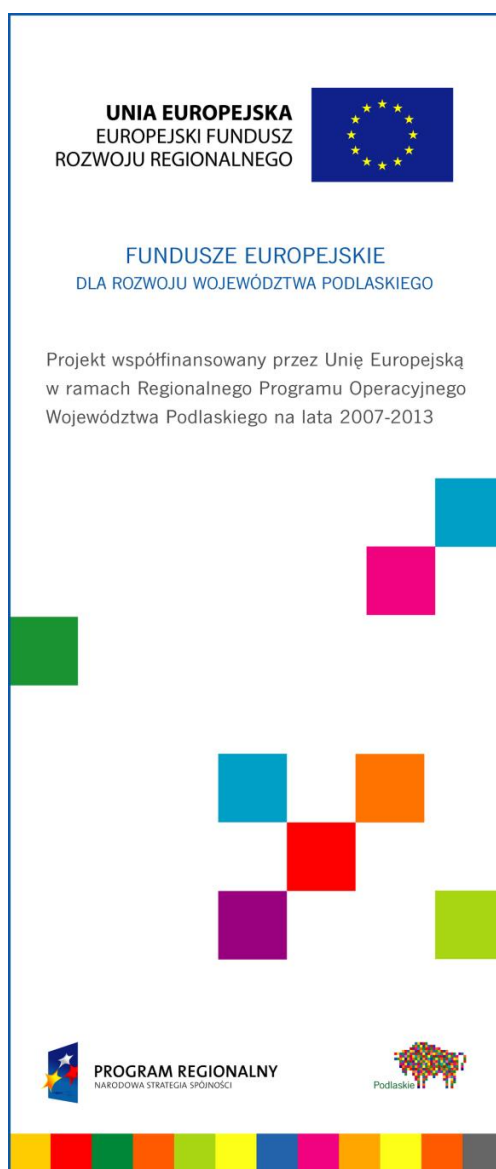 UNIA EUROPEJSKA
EUROPEJSKI FUNDUSZ
ROZWOJU REGIONALNEGO
FUNDUSZE EUROPEJSKIE
DLA ROZWOJU WOJEWÓDZTWA PODLASKIEGO
Projekt współfinansowany przez Unię Europejską
w ramach Regionalnego Programu Operacyjnego
Województwa Podlaskiego na lata 2007-2013
PROGRAM REGIONALNY
NARODOWA STRATEGIA SPÓJNOŚCI
Podlaskie